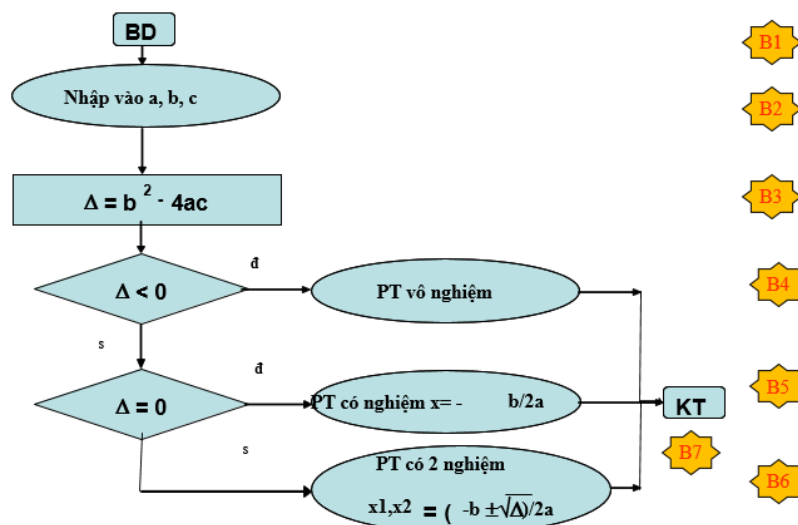 BD
B1
Nhập vào a, b, c
B2
Δ = b 2 - 4ac
B3
đ
Δ < 0
PT vô nghiệm
B4
s
đ
Δ = 0
PT có nghiệm x= - b/2a
KT
B5
s
B7
PT có 2 nghiệm
x1,x2 = ( -b ±√Δ)/2a
B6